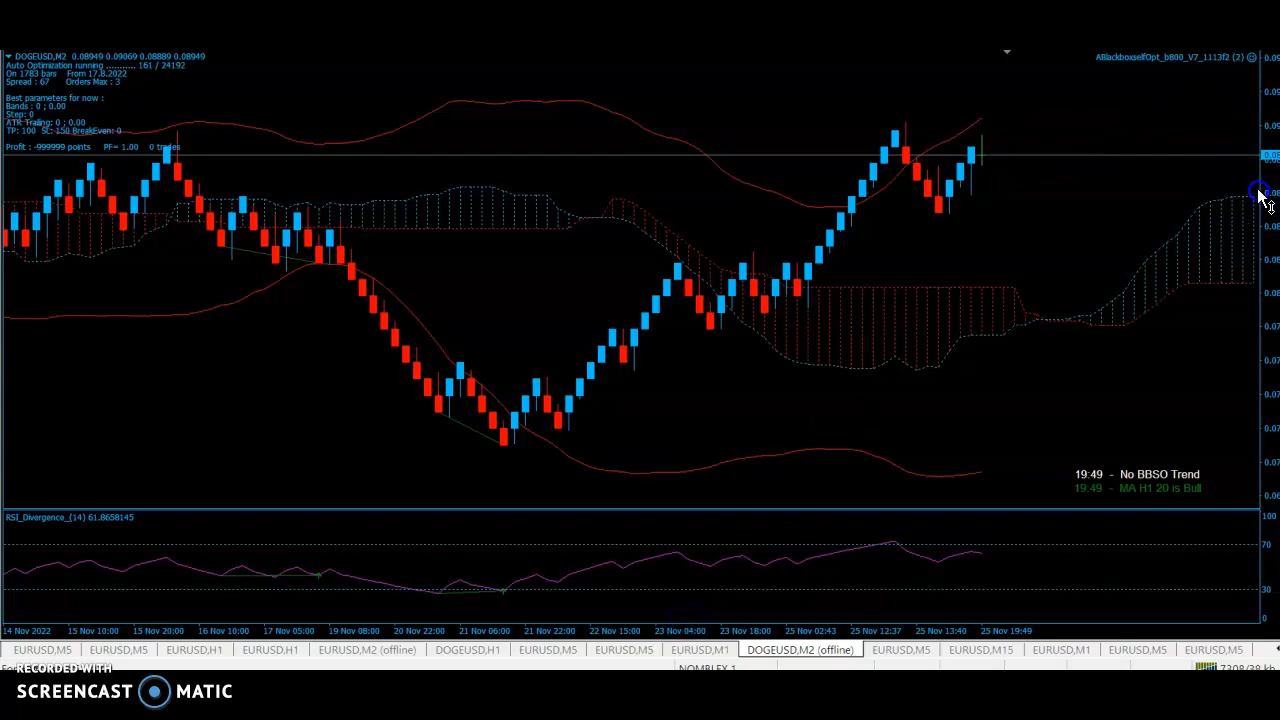 DOGEUSD,M2 0.08949 0.09069 0.08889 0.08949
ABlackboxselfOpt_b800_V7_1113f2 (2)
Auto Optimization running ........... 161 / 24192
On 1783 bars From 17.8.2022
Spread : 67 Orders Max : 3
Best parameters for now :
Bands : 0 ; 0.00
Step: 0
ATR Trailing: 0 ; 0.00
TP: 100 SL: 150 BreakEven: 0
Profit : -999999 points PF= 1.00 0 trades
19:49 - No BBSO Trend
19:49 - MA H1 20 is Bull
RSI_Divergence_(14) 61.8658145
100
70
30
0
14 Nov 2022 15 Nov 10:00 15 Nov 20:00 16 Nov 10:00 17 Nov 05:00 19 Nov 08:00 20 Nov 22:00 21 Nov 06:00 21 Nov 22:00 22 Nov 15:00 23 Nov 04:00 23 Nov 18:00 25 Nov 02:43 25 Nov 12:37 25 Nov 13:40 25 Nov 19:49
EURUSD,M5 EURUSD,M5 EURUSD,H1 EURUSD,H1 EURUSD,M2 (offline) DOGEUSD,H1 EURUSD,M5 EURUSD,M5 EURUSD,M1 DOGEUSD,M2 (offline) EURUSD,M5 EURUSD,M15 EURUSD,M1 EURUSD,M5 EURUSD,M5
RECORDED WITH
SCREENCAST MATIC
7308/38 kb